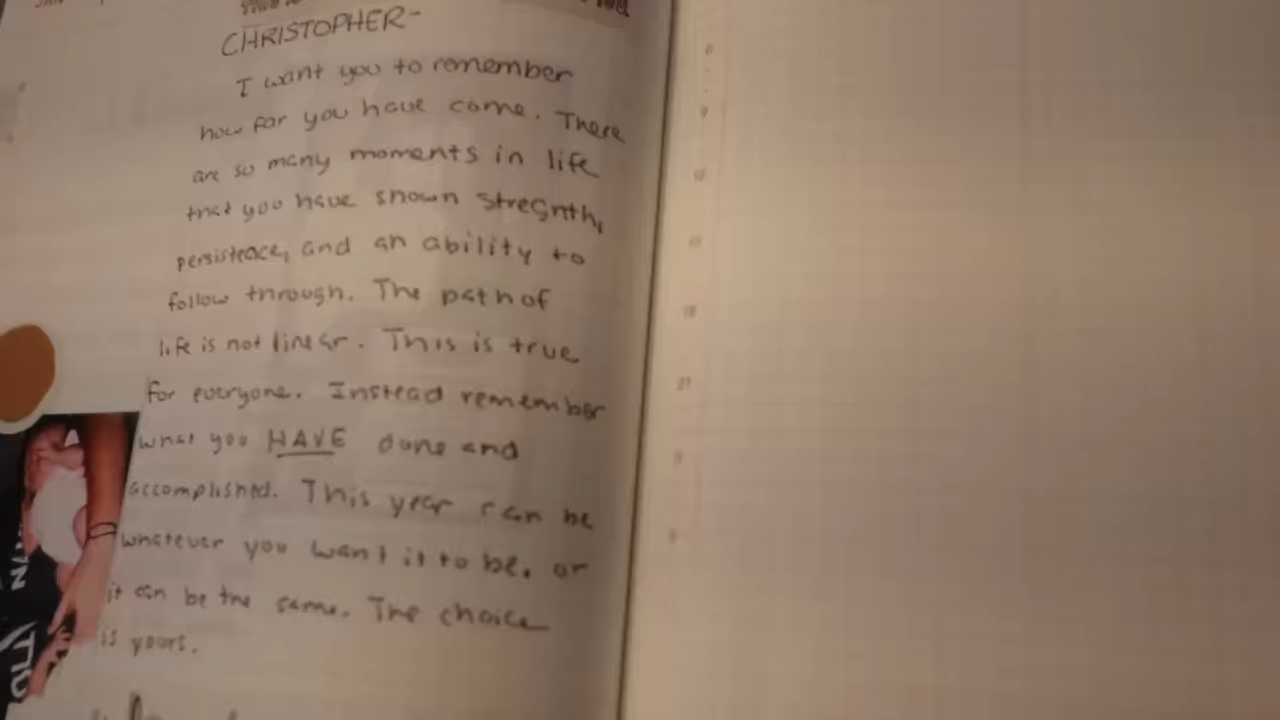 JAN
CHRISTOPHER-
I want you to remember
how far you have come. There
are so many moments in life
that you have shown stregnth,
persistence, and an ability to
follow through. The path of
life is not linear. This is true
for everyone. Instead remember
what you HAVE done and
accomplished. This year can be
whatever you want it to be. or
it can be the same. The choice
is yours.